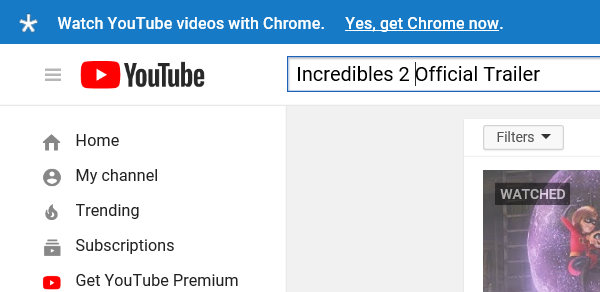 Watch YouTube videos with Chrome. Yes, get Chrome now.
YouTube
Incredibles 2 Official Trailer
Home
My channel
Trending
Subscriptions
Get YouTube Premium
Filters
WATCHED